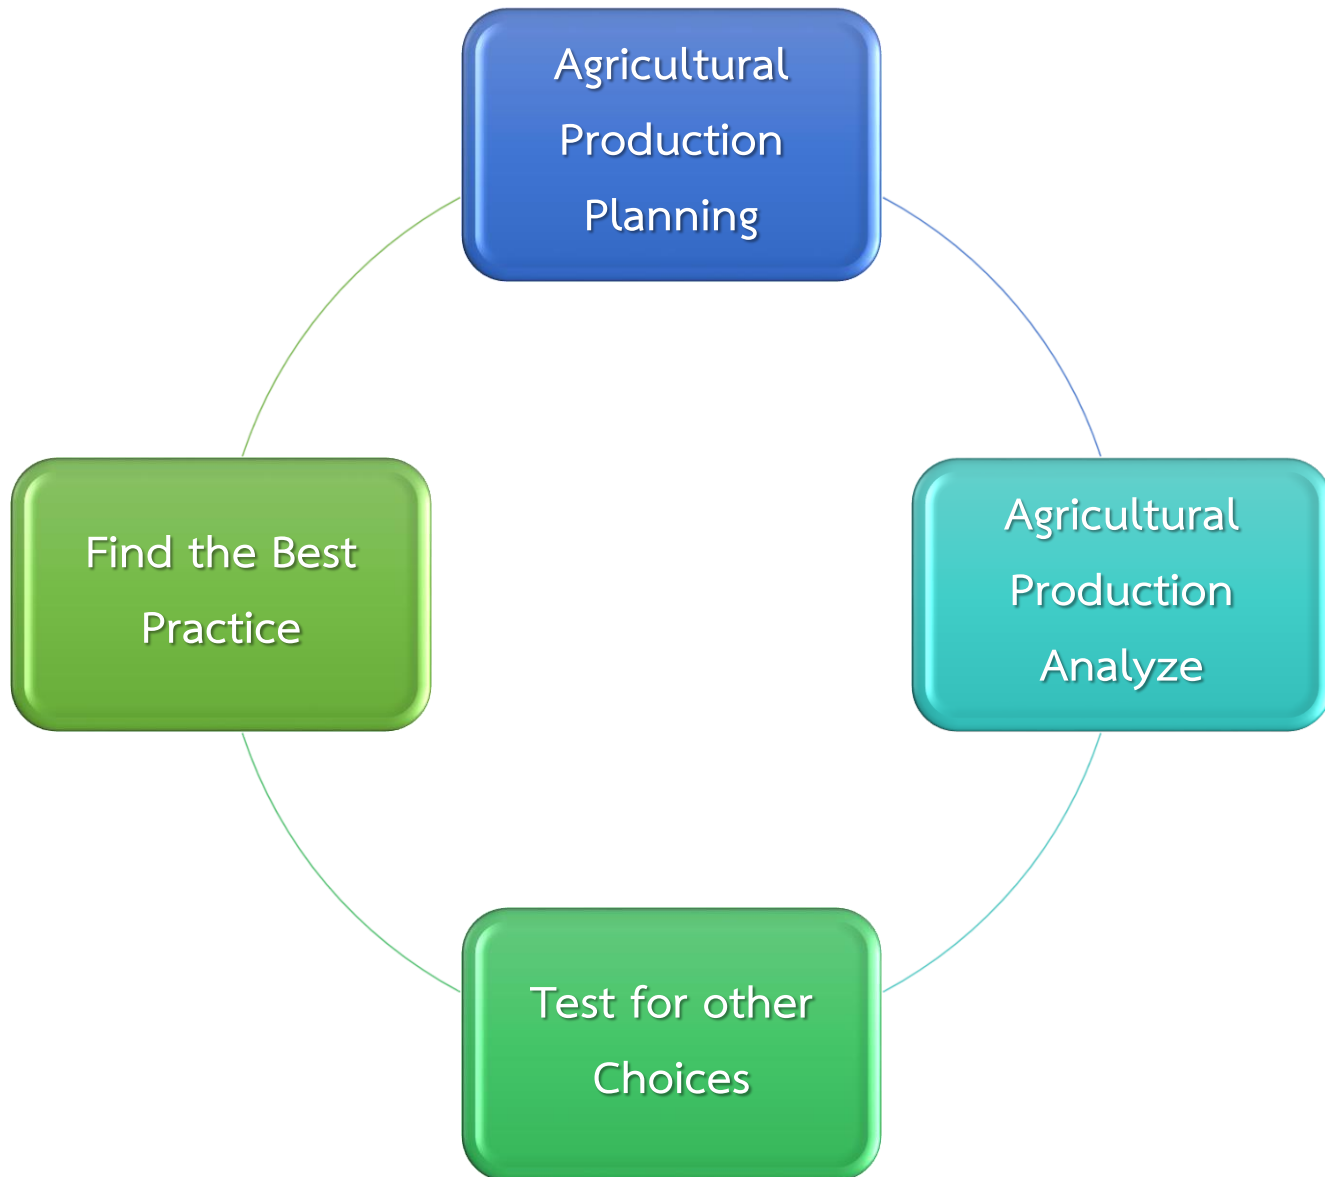 Agricultural
Production
Planning
Agricultural
Production
Analyze
Test for other
Choices
Find the Best
Practice